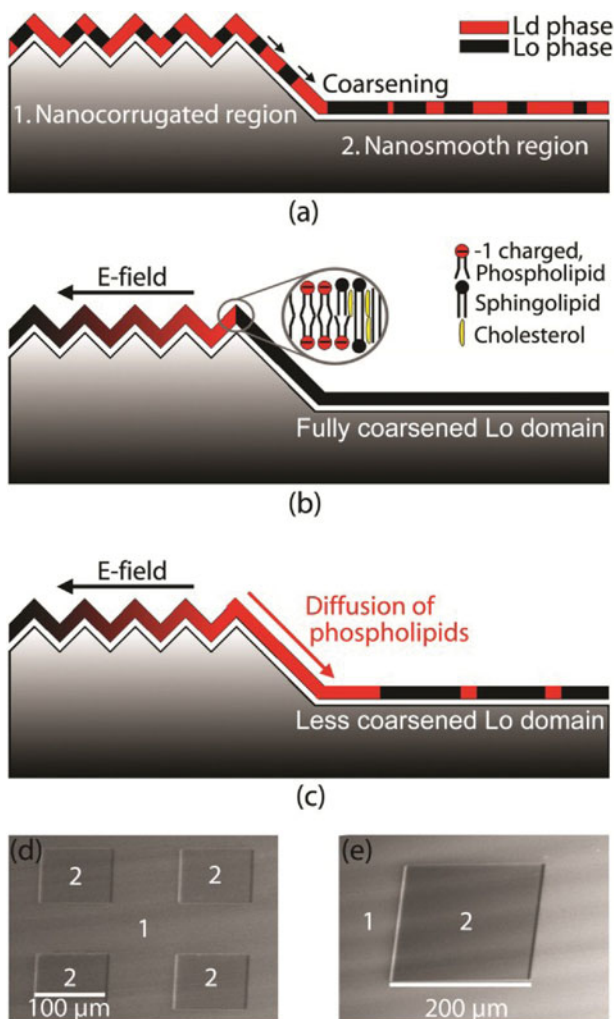 Ld phase
Lo phase
Coarsening
1. Nanocorrugated region
2. Nanosmooth region
(a)
E-field
-1 charged,
Phospholipid
Sphingolipid
Cholesterol
Fully coarsened Lo domain
(b)
E-field
Diffusion of
phospholipids
Less coarsened Lo domain
(c)
(d)
2
2
1
2
2
100 μm
(e)
1
2
200 μm